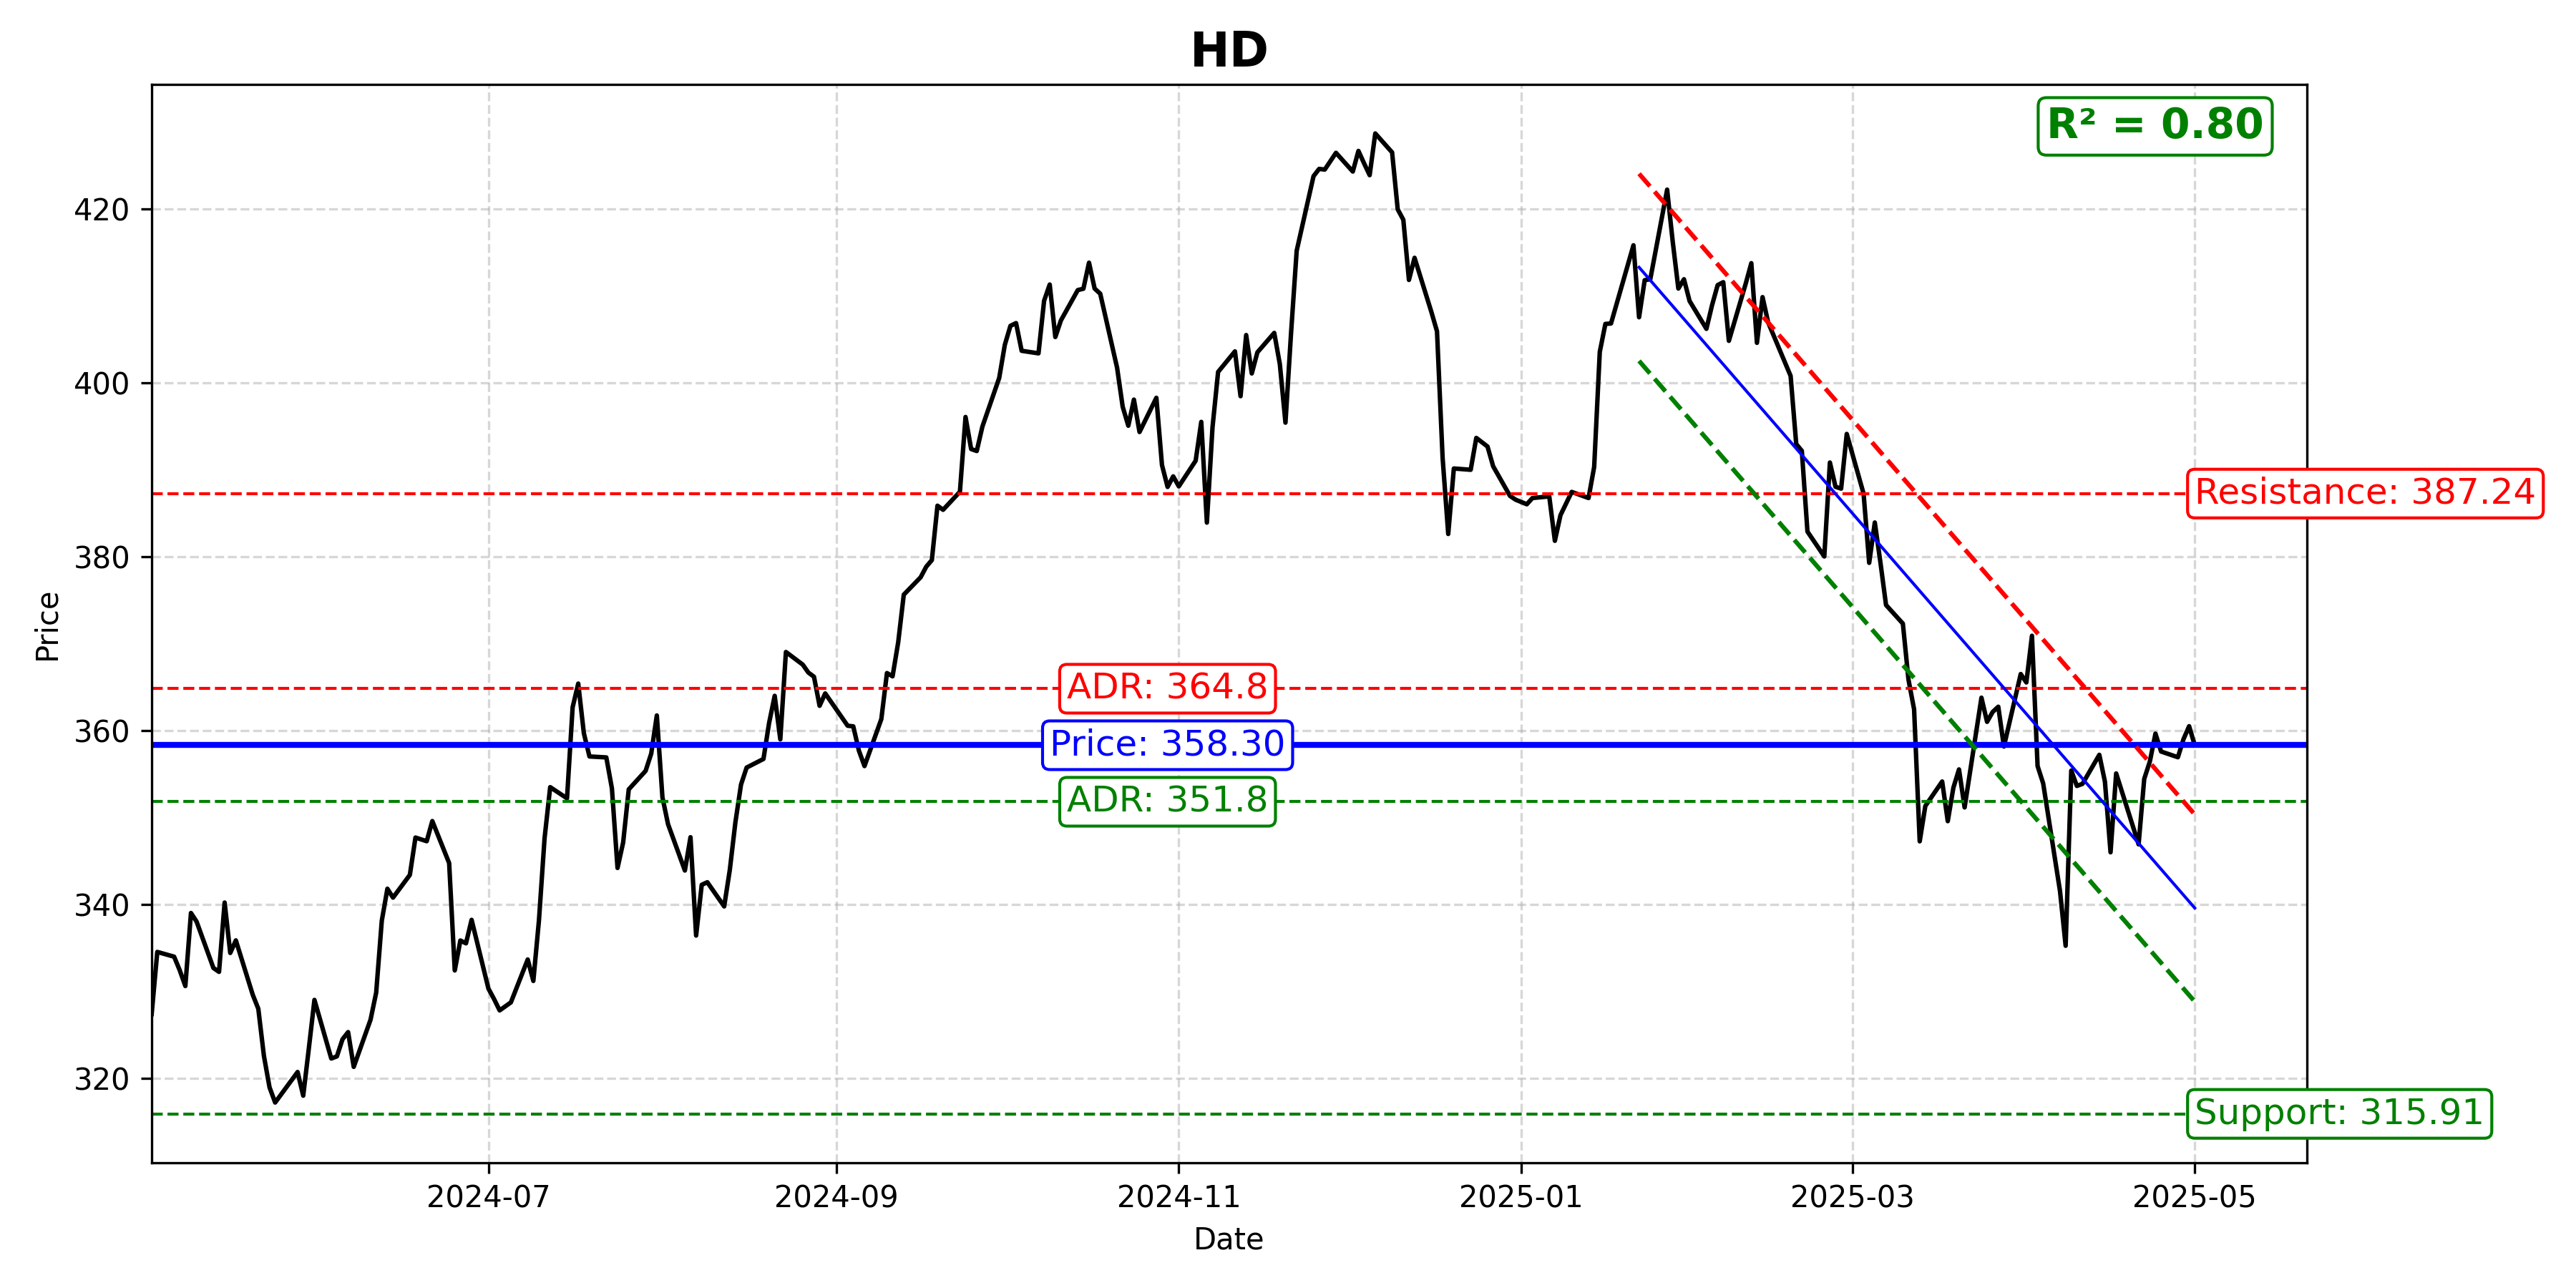 HD
R² = 0.80
420
400
380
360
340
320
Price
Resistance: 387.24
ADR: 364.8
Price: 358.30
ADR: 351.8
Support: 315.91
2024-07
2024-09
2024-11
2025-01
2025-03
2025-05
Date